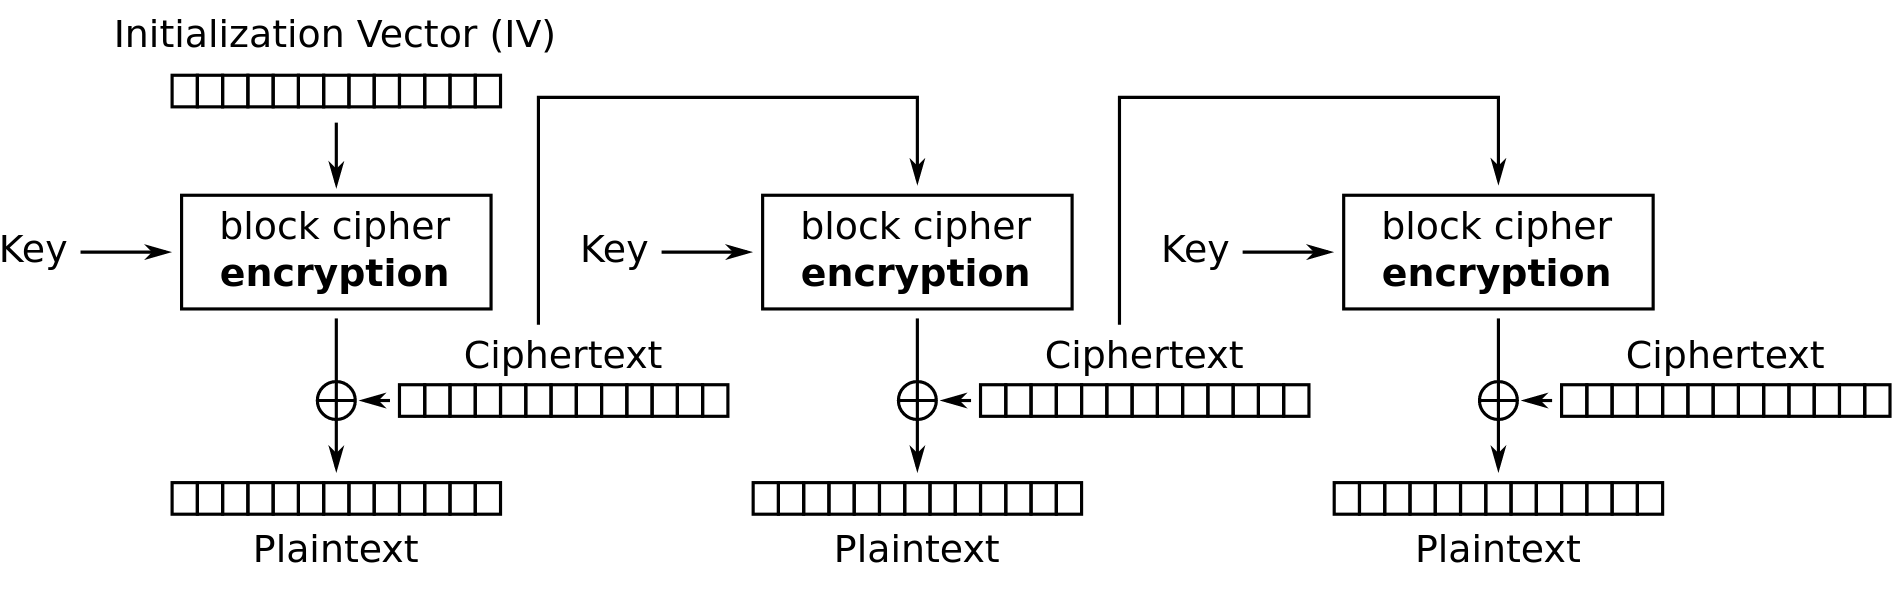 Initialization Vector (IV)
Key
block cipher
encryption
Ciphertext
Plaintext
Key
block cipher
encryption
Ciphertext
Plaintext
Key
block cipher
encryption
Ciphertext
Plaintext